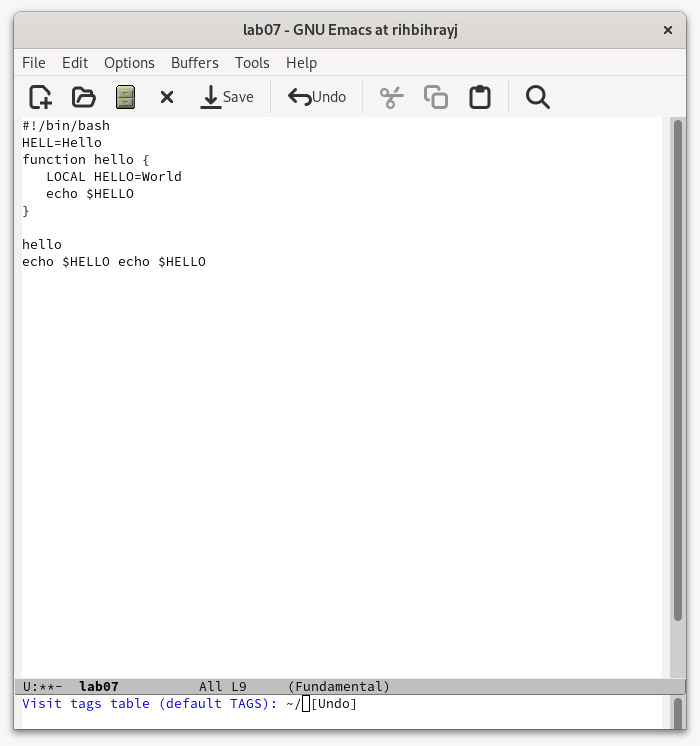 lab07 - GNU Emacs at rihbihrayj
File Edit Options Buffers Tools Help
Save Undo
#!/bin/bash
HELL=Hello
function hello {
   LOCAL HELLO=World
   echo $HELLO
}
hello
echo $HELLO echo $HELLO
U:**-  lab07          All L9     (Fundamental)
Visit tags table (default TAGS): ~/ [Undo]